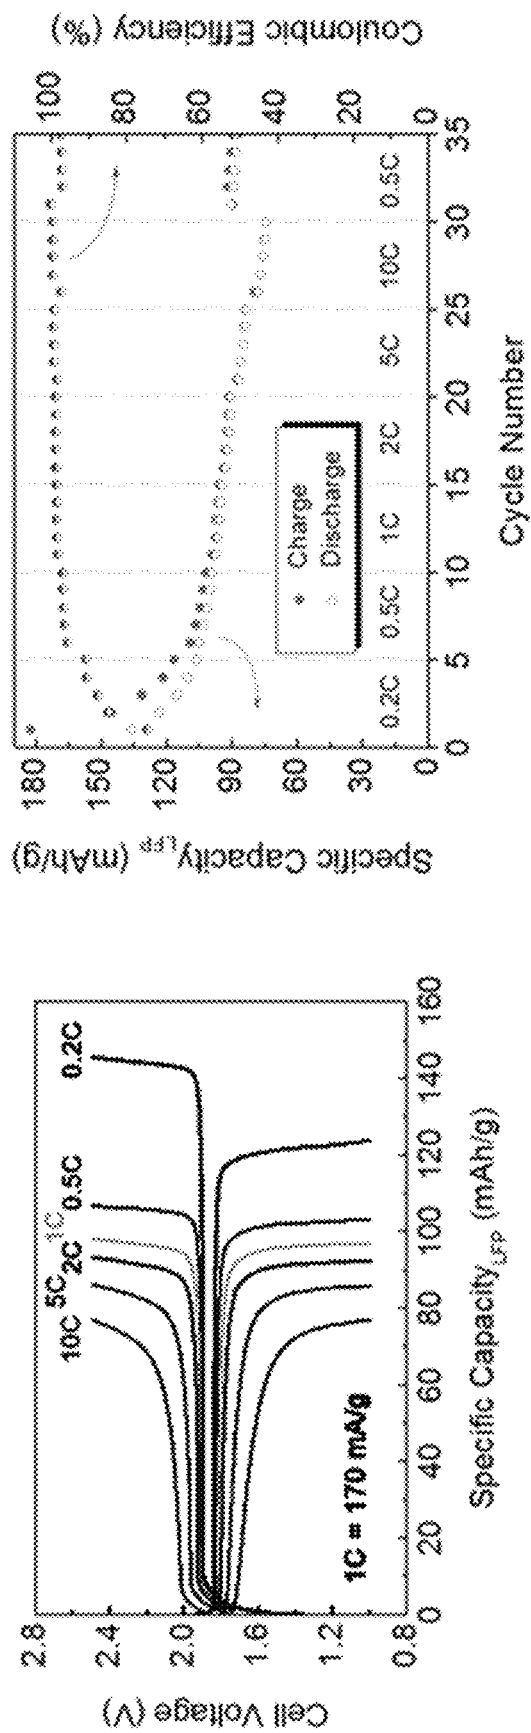 2.8
2.4
2.0
1.6
1.2
0.8
Cell Voltage (V)
10C
5C
2C
1C
0.5C
0.2C
1C = 170 mA/g
0
20
40
60
80
100
120
140
160
Specific Capacity_LFP (mAh/g)
180
150
120
90
60
30
0
Specific Capacity_LFP (mAh/g)
Charge
Discharge
0.2C
0.5C
1C
2C
5C
10C
0.5C
0
5
10
15
20
25
30
35
Cycle Number
100
80
60
40
20
0
Coulombic Efficiency
(%)